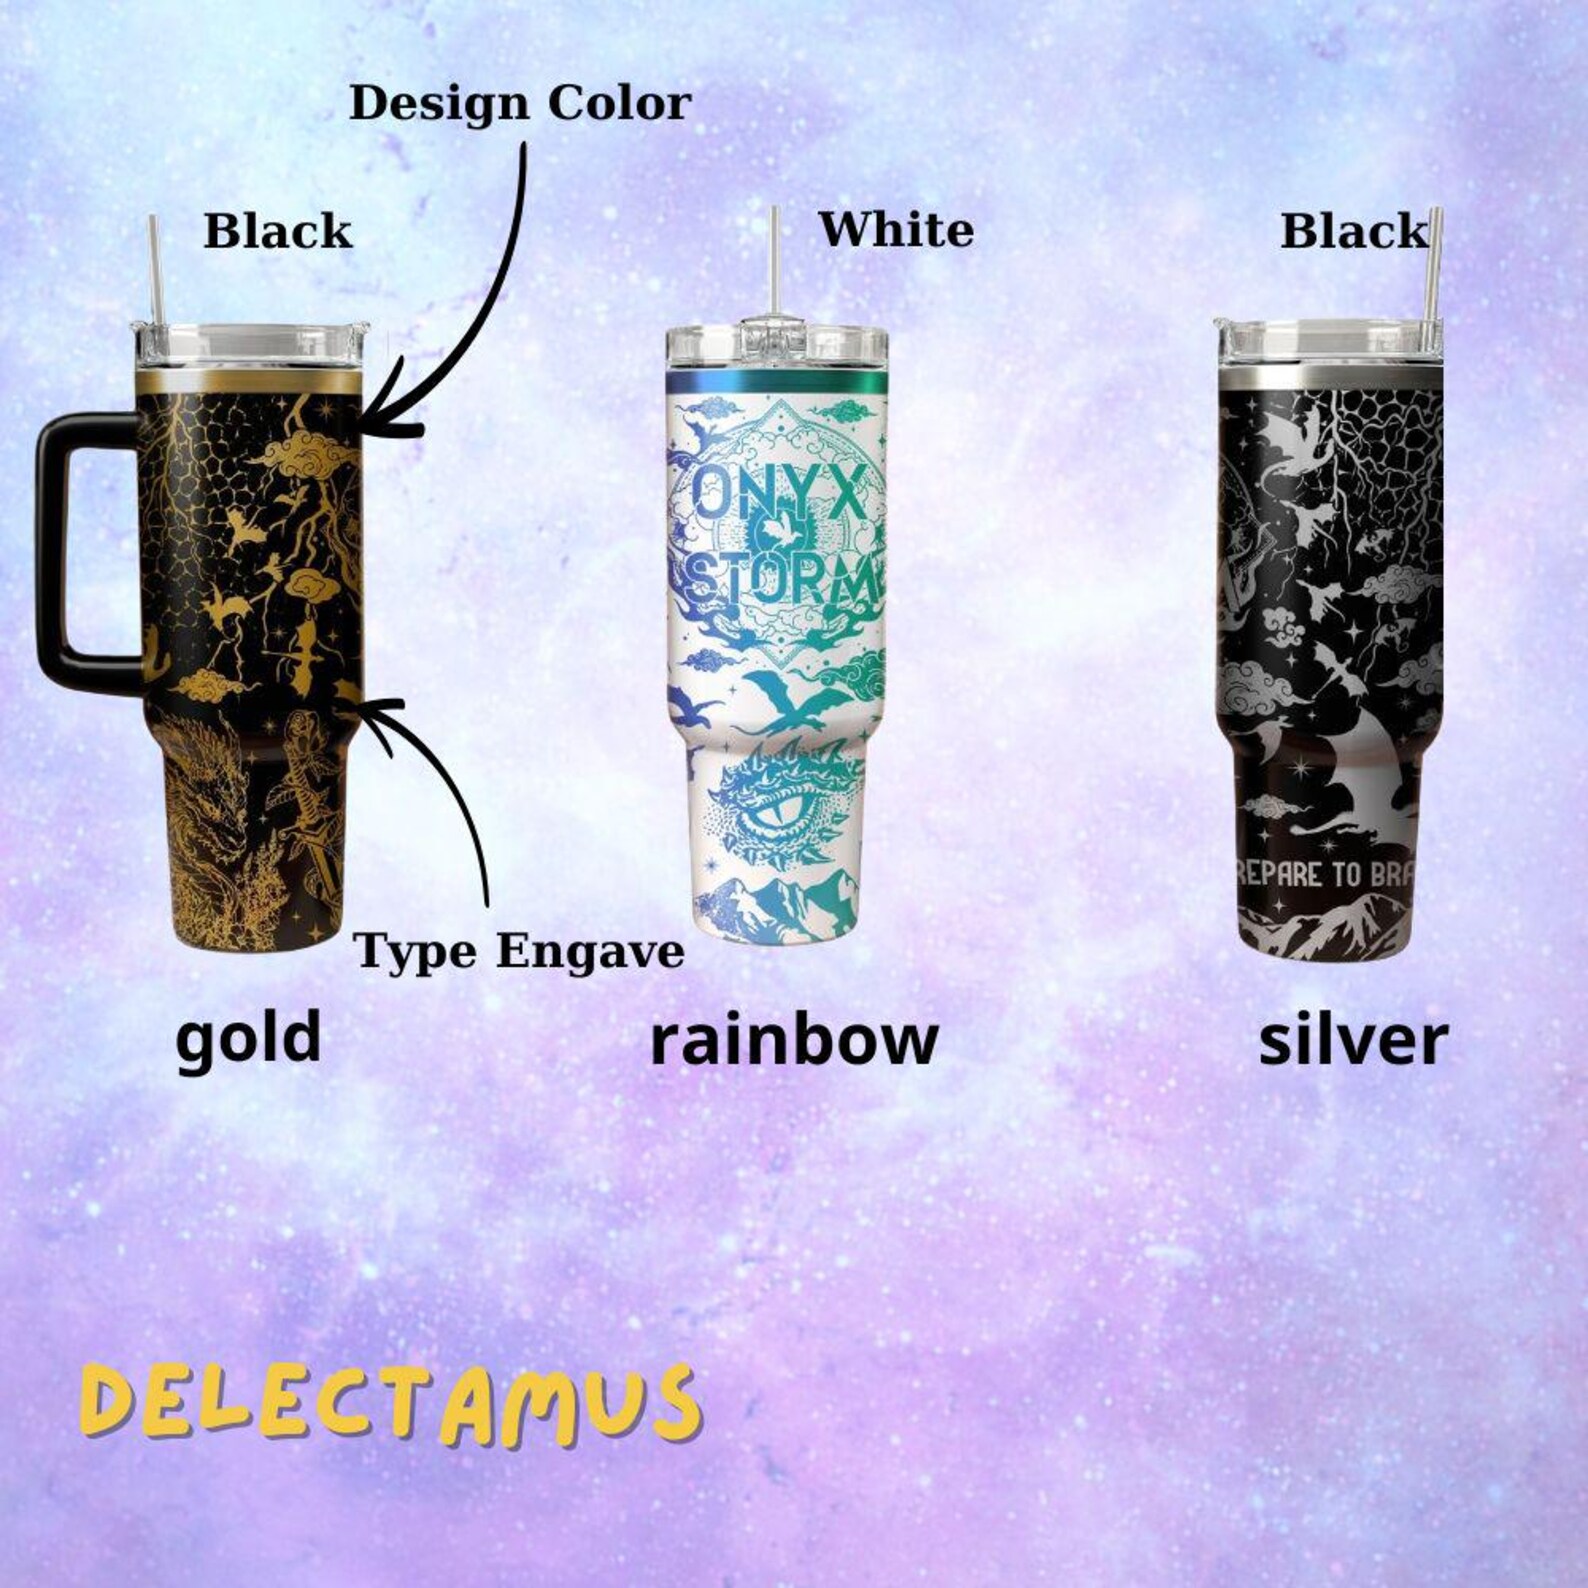 Design Color
Black
White
Black
ONYX
STORM
REPARE TO BRA
Type Engave
gold
rainbow
silver
DELECTAMUS